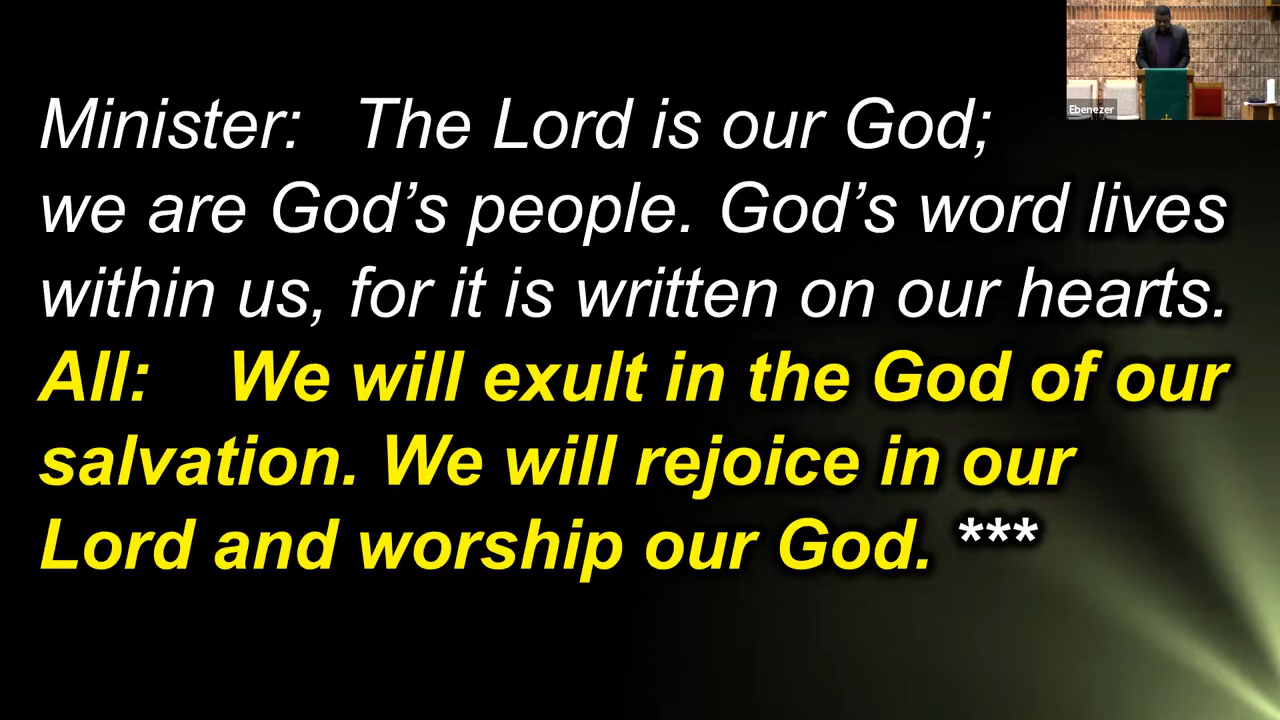 Minister: The Lord is our God;
we are God’s people. God’s word lives
within us, for it is written on our hearts.
All: We will exult in the God of our
salvation. We will rejoice in our
Lord and worship our God. ***
Ebenezer